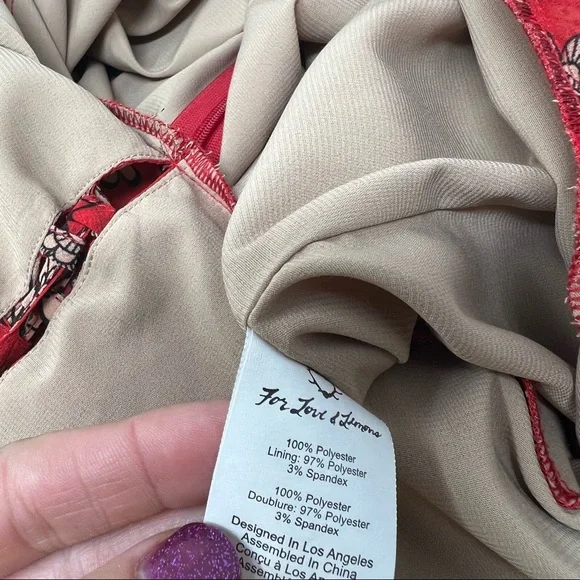 For Love & Lemons
100% Polyester
Lining: 97% Polyester
3% Spandex
100% Polyester
Doublure: 97% Polyester
3% Spandex
Designed In Los Angeles
Assembled In China
Conçu à Los